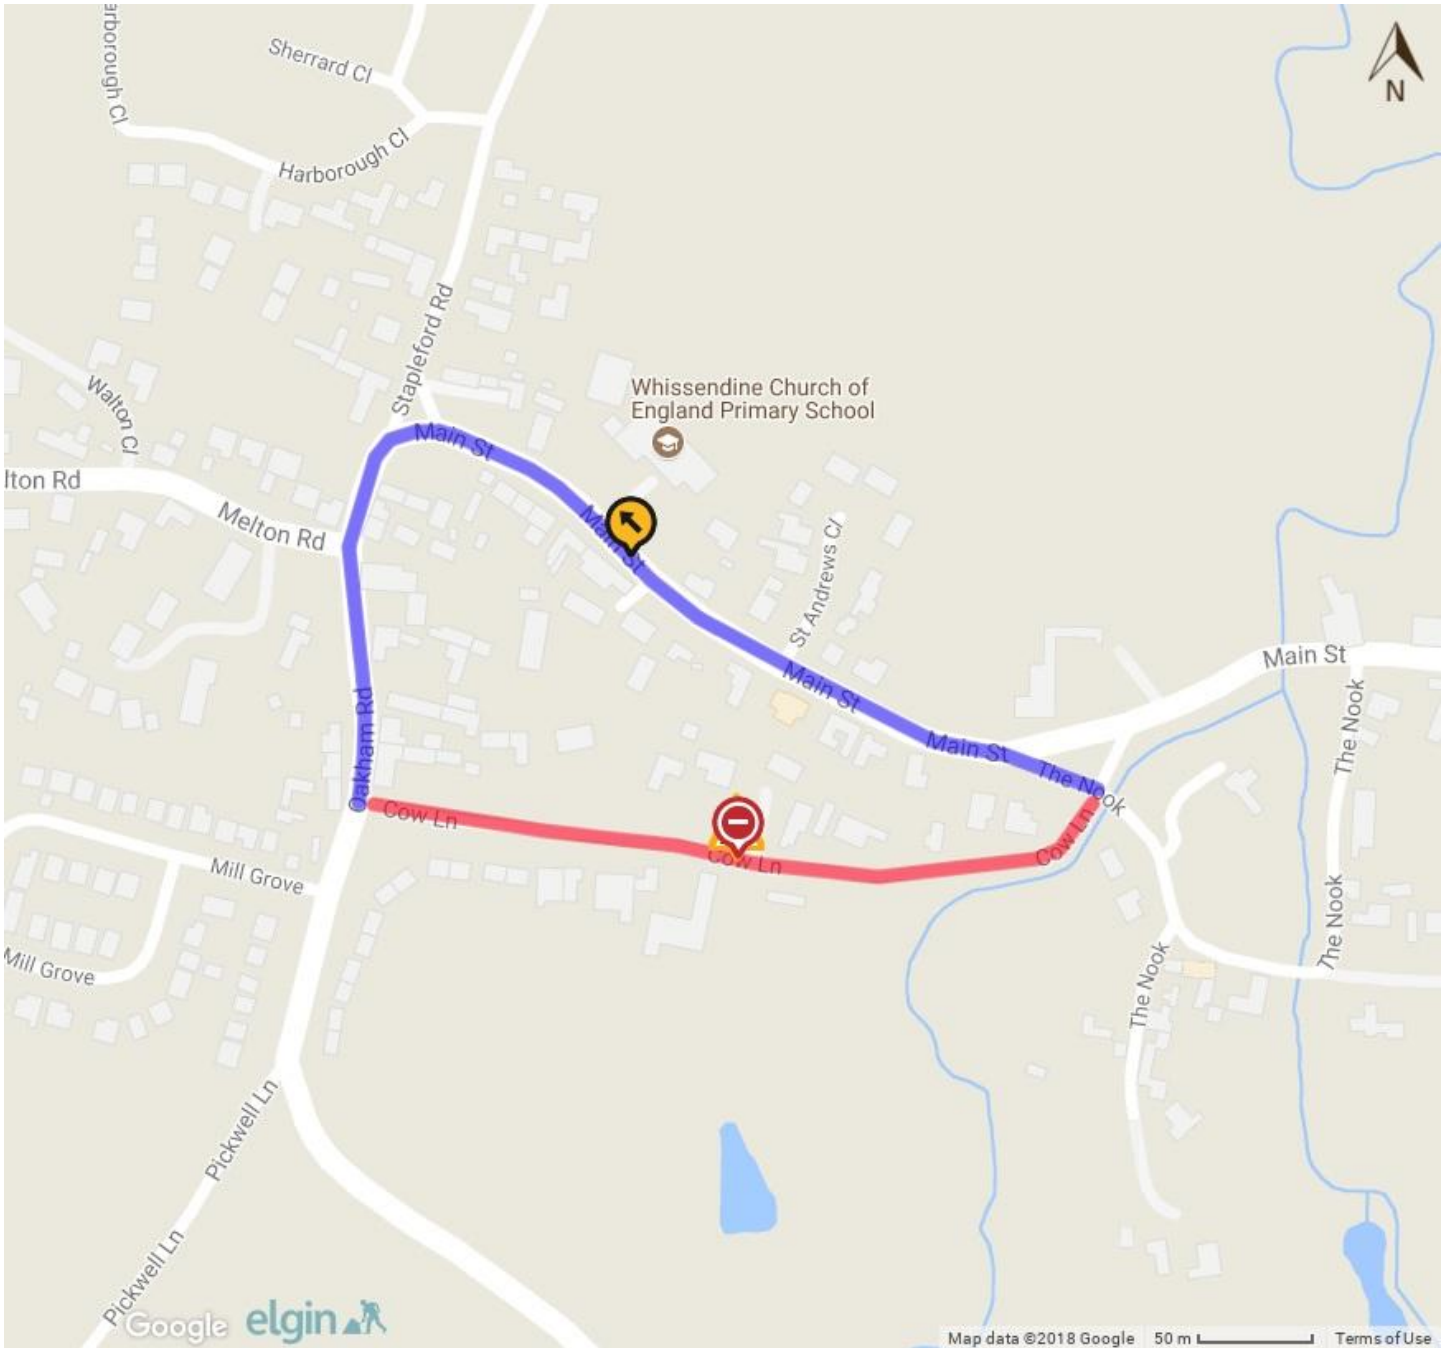 arborough Cl
Sherrard Cl
N
Harborough Cl
Stapleford Rd
Whissendine Church of
England Primary School
Walton Cl
Main St
lton Rd
Melton Rd
Main St
St Andrews Cl
Main St
Main St
The Nook
Main St
Main St
The Nook
Oakham Rd
Cow Ln
Cow Ln
Cow Ln
Mill Grove
The Nook
Mill Grove
The Nook
Pickwell Ln
Pickwell Ln
Google
elgin
Map data ©2018 Google
50 m
Terms of Use